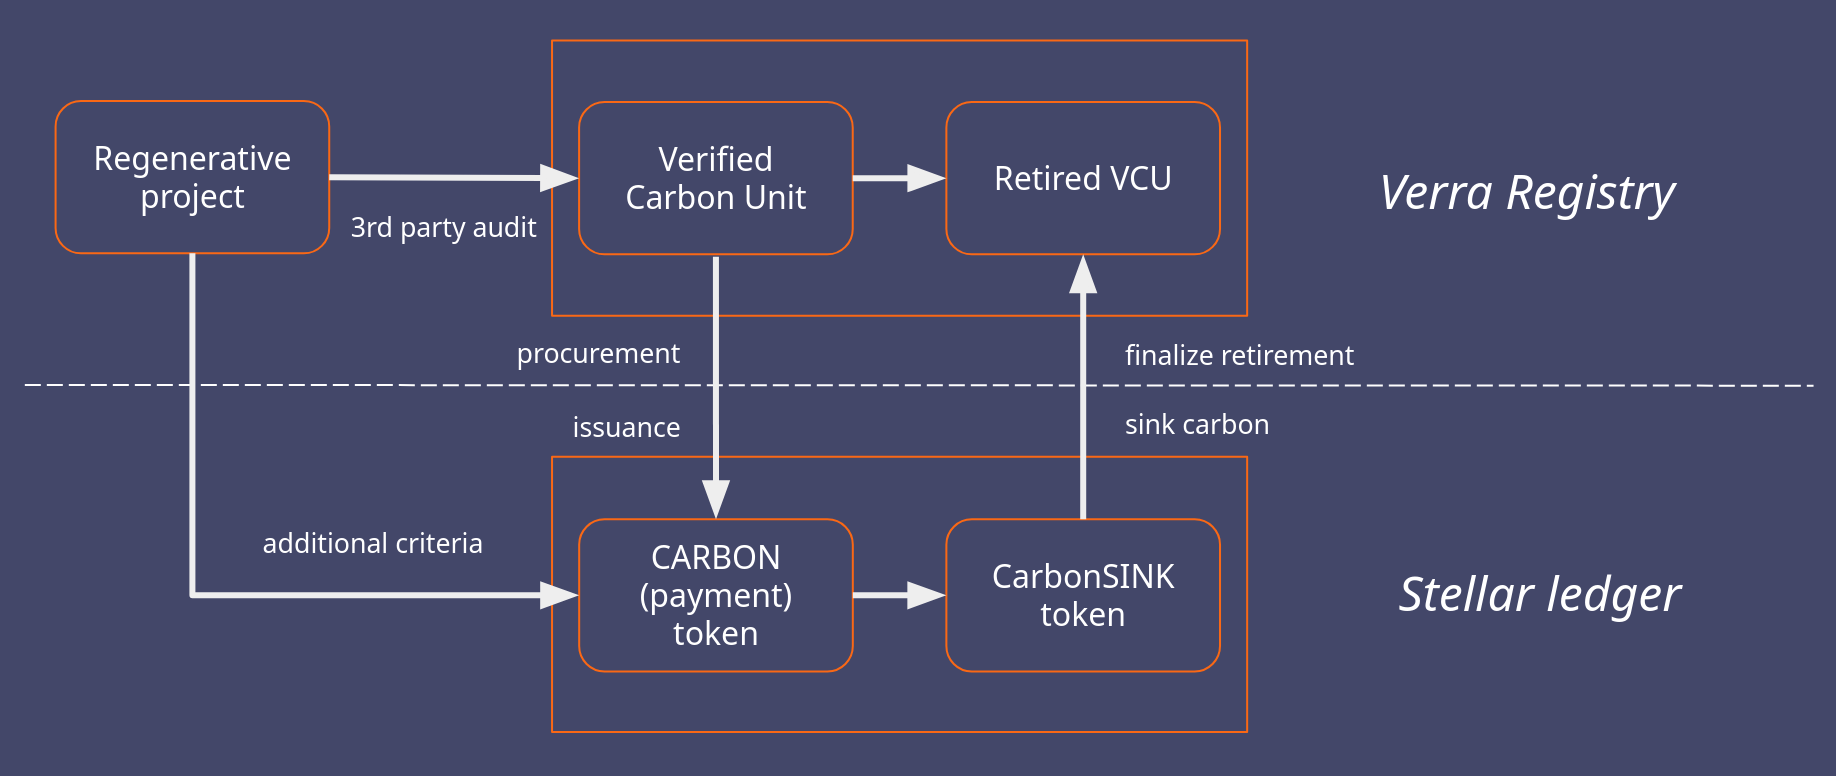 Regenerative
project
3rd party audit
Verified
Carbon Unit
Retired VCU
Verra Registry
procurement
finalize retirement
issuance
sink carbon
additional criteria
CARBON
(payment)
token
CarbonSINK
token
Stellar ledger